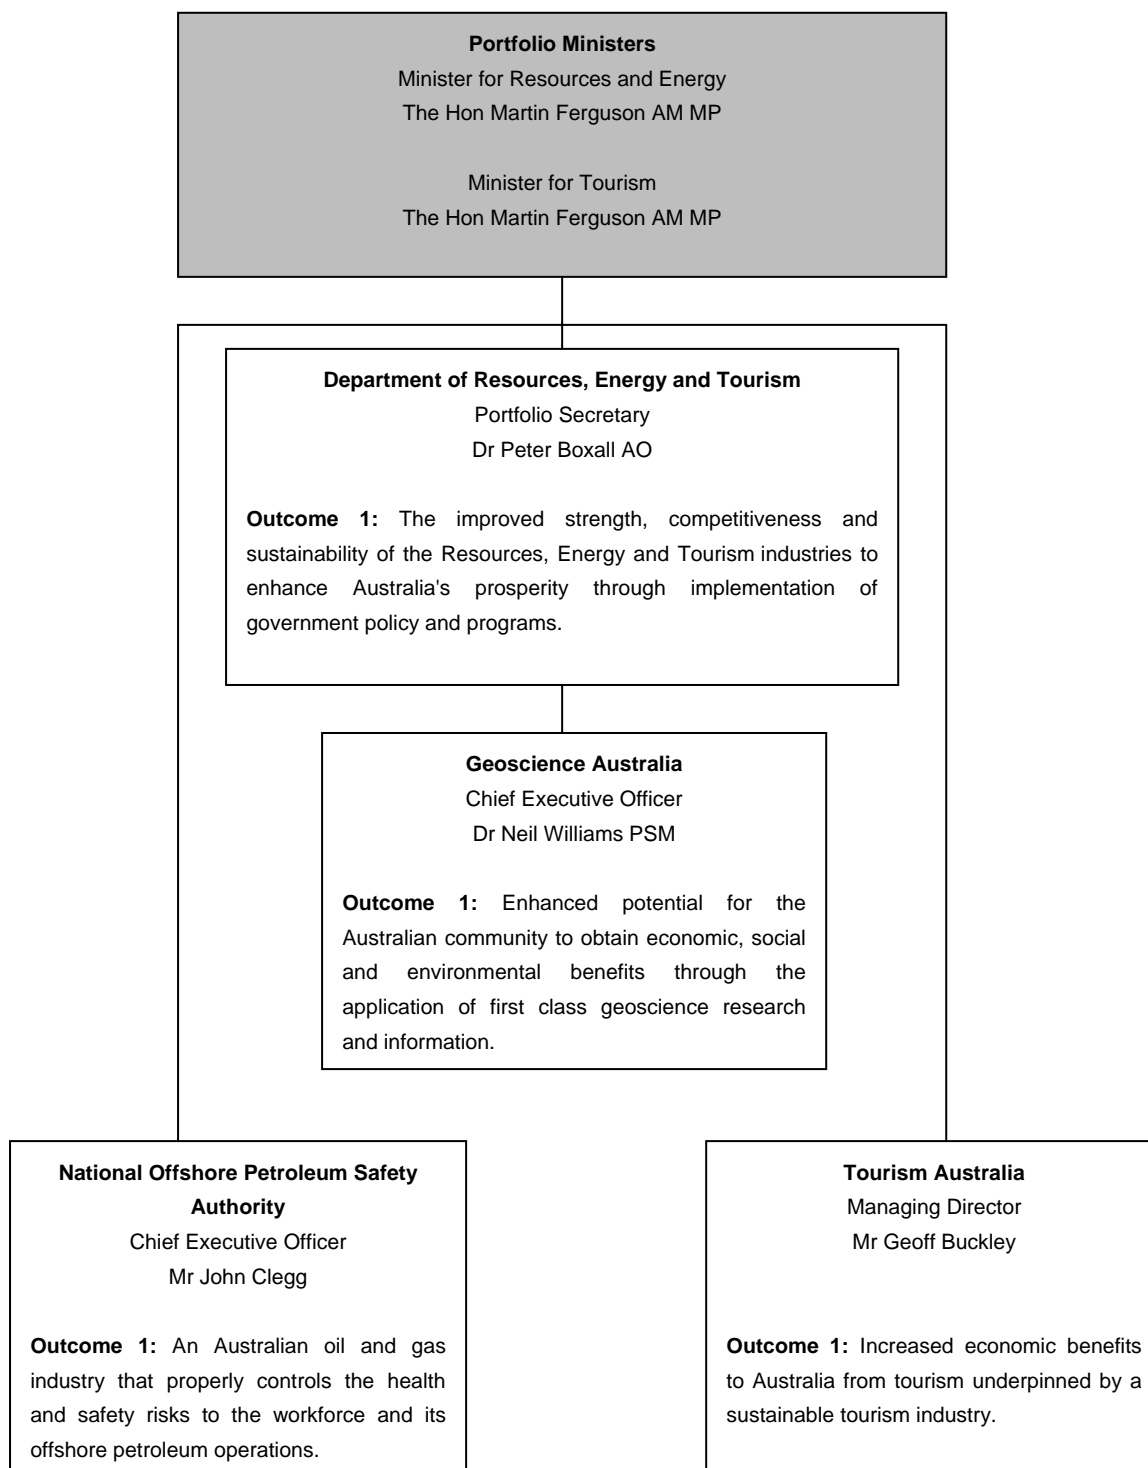 Portfolio Ministers
Minister for Resources and Energy
The Hon Martin Ferguson AM MP
Minister for Tourism
The Hon Martin Ferguson AM MP
Department of Resources, Energy and Tourism
Portfolio Secretary
Dr Peter Boxall AO
Outcome 1: The improved strength, competitiveness and
sustainability of the Resources, Energy and Tourism industries to
enhance Australia's prosperity through implementation of
government policy and programs.
Geoscience Australia
Chief Executive Officer
Dr Neil Williams PSM
Outcome 1: Enhanced potential for the
Australian community to obtain economic, social
and environmental benefits through the
application of first class geoscience research
and information.
National Offshore Petroleum Safety
Authority
Chief Executive Officer
Mr John Clegg
Outcome 1: An Australian oil and gas
industry that properly controls the health
and safety risks to the workforce and its
offshore petroleum operations.
Tourism Australia
Managing Director
Mr Geoff Buckley
Outcome 1: Increased economic benefits
to Australia from tourism underpinned by a
sustainable tourism industry.